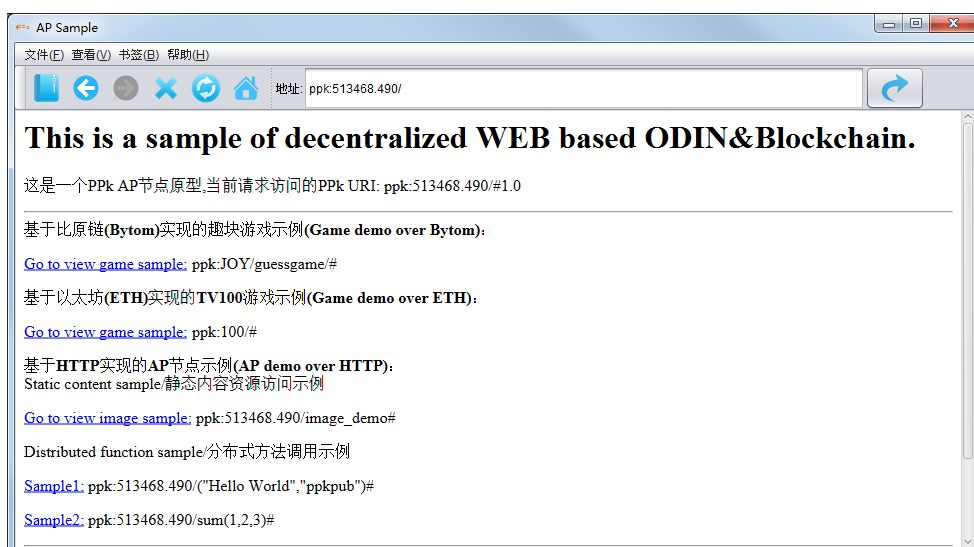 AP Sample
文件(F) 查看(V) 书签(B) 帮助(H)
地址: ppk:513468.490/
This is a sample of decentralized WEB based ODIN&Blockchain.
这是一个PPk AP节点原型,当前请求访问的PPk URI: ppk:513468.490/#1.0
基于比原链(Bytom)实现的趣块游戏示例(Game demo over Bytom)：
Go to view game sample: ppk:JOY/guessgame/#
基于以太坊(ETH)实现的TV100游戏示例(Game demo over ETH)：
Go to view game sample: ppk:100/#
基于HTTP实现的AP节点示例(AP demo over HTTP)：
Static content sample/静态内容资源访问示例
Go to view image sample: ppk:513468.490/image_demo#
Distributed function sample/分布式方法调用示例
Sample1: ppk:513468.490/("Hello World","ppkpub")#
Sample2: ppk:513468.490/sum(1,2,3)#